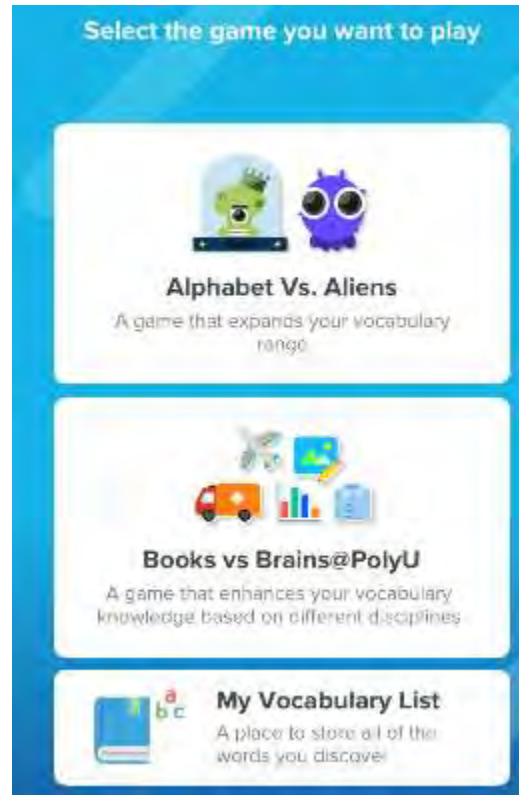 Select the game you want to play
Alphabet Vs. Aliens
A game that expands your vocabulary
range
Books vs Brains@PolyU
A game that enhances your vocabulary
knowledge based on different disciplines
a
b c
My Vocabulary List
A place to store all of the
words you discover